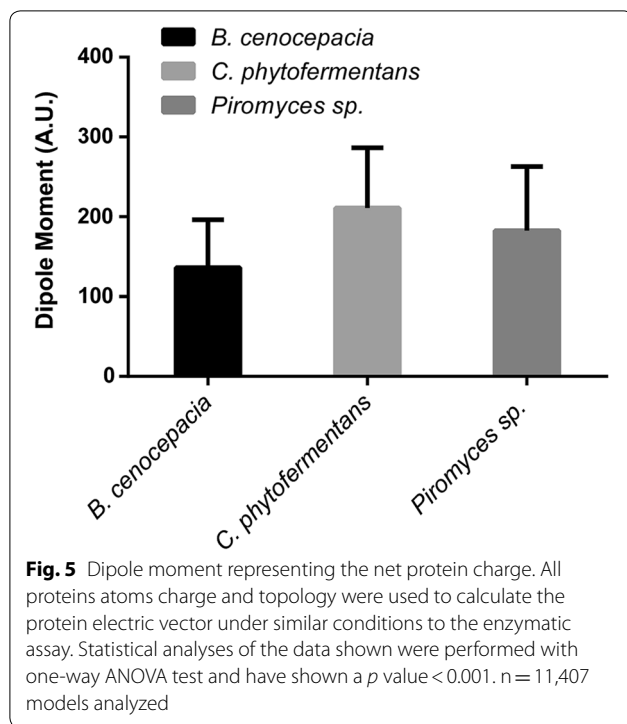 B. cenocepacia
C. phytofermentans
Piromyces sp.
400
300
200
100
0
Dipole Moment (A.U.)
B. cenocepacia
C. phytofermentans
Piromyces sp.
Fig. 5 Dipole moment representing the net protein charge. All
proteins atoms charge and topology were used to calculate the
protein electric vector under similar conditions to the enzymatic
assay. Statistical analyses of the data shown were performed with
one-way ANOVA test and have shown a p value < 0.001. n = 11,407
models analyzed